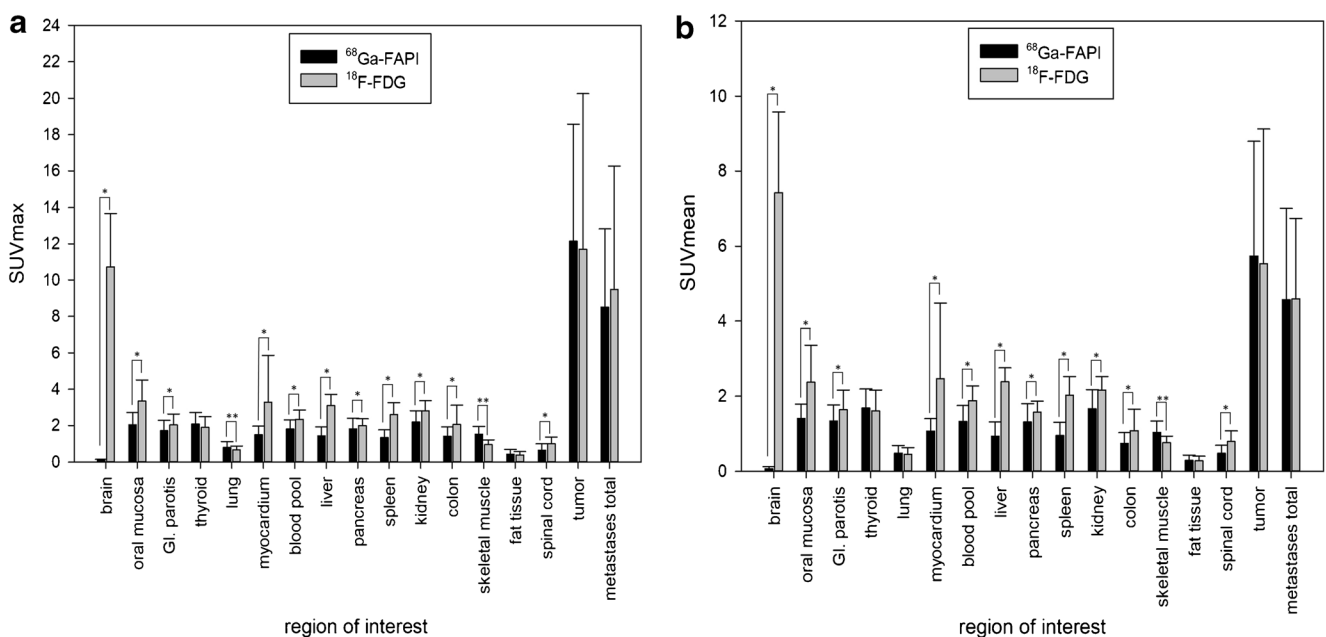 a
24
22
20
18
16
14
12
10
8
6
4
2
0
SUVmax
68Ga-FAPI
18F-FDG
*
*
*
**
*
*
*
*
*
*
*
**
*
brain
oral mucosa
Gl. parotis
thyroid
lung
myocardium
blood pool
liver
pancreas
spleen
kidney
colon
skeletal muscle
fat tissue
spinal cord
tumor
metastases total
region of interest
b
12
10
8
6
4
2
0
SUVmean
68Ga-FAPI
18F-FDG
*
*
*
*
*
*
*
*
*
*
**
*
brain
oral mucosa
Gl. parotis
thyroid
lung
myocardium
blood pool
liver
pancreas
spleen
kidney
colon
skeletal muscle
fat tissue
spinal cord
tumor
metastases total
region of interest